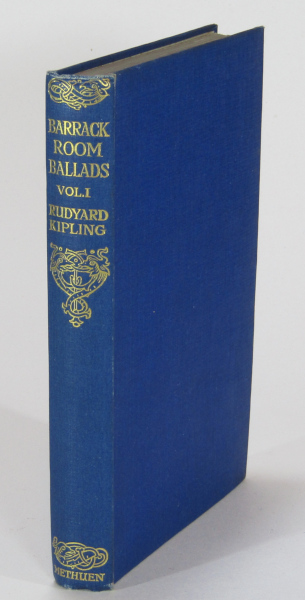 BARRACK
ROOM
BALLADS
VOL.I
RUDYARD
KIPLING
METHUEN